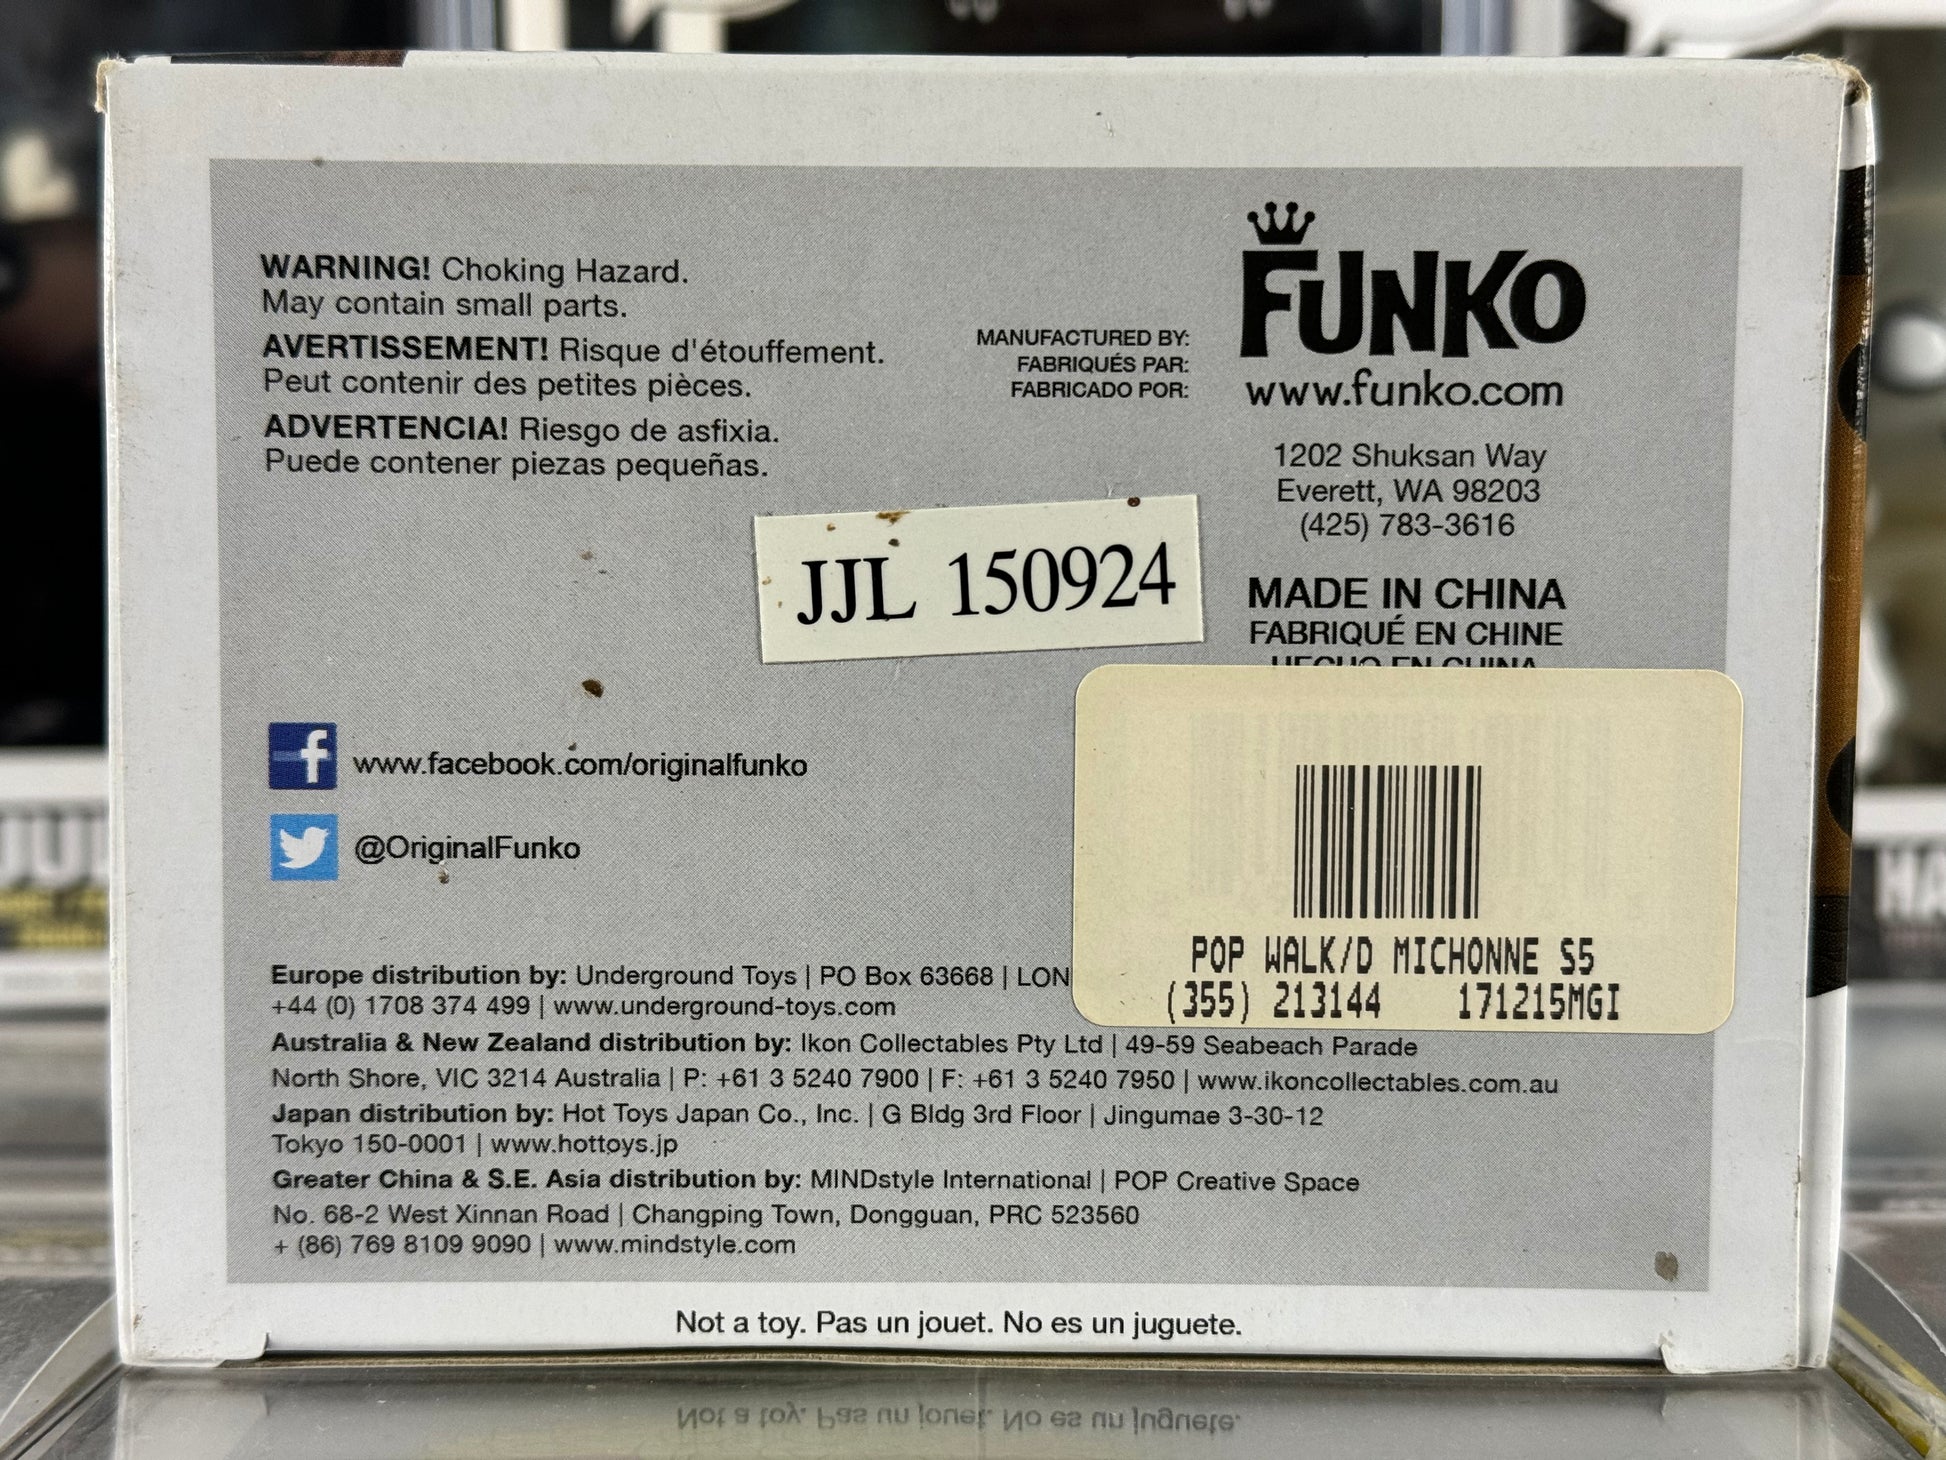 WARNING! Choking Hazard.
May contain small parts.
AVERTISSEMENT! Risque d'étouffement.
Peut contenir des petites pièces.
ADVERTENCIA! Riesgo de asfixia.
Puede contener piezas pequeñas.
MANUFACTURED BY:
FABRIQUÉS PAR:
FABRICADO POR:
FUNKO
www.funko.com
1202 Shuksan Way
Everett, WA 98203
(425) 783-3616
MADE IN CHINA
FABRIQUÉ EN CHINE
HECHO EN CHINA
JJL 150924
f www.facebook.com/originalfunko
@OriginalFunko
POP WALK/D MICHONNE S5
(355) 213144 171215MGI
Europe distribution by: Underground Toys | PO Box 63668 | LON
+44 (0) 1708 374 499 | www.underground-toys.com
Australia & New Zealand distribution by: Ikon Collectables Pty Ltd | 49-59 Seabeach Parade
North Shore, VIC 3214 Australia | P: +61 3 5240 7900 | F: +61 3 5240 7950 | www.ikoncollectables.com.au
Japan distribution by: Hot Toys Japan Co., Inc. | G Bldg 3rd Floor | Jingumae 3-30-12
Tokyo 150-0001 | www.hottoys.jp
Greater China & S.E. Asia distribution by: MINDstyle International | POP Creative Space
No. 68-2 West Xinnan Road | Changping Town, Dongguan, PRC 523560
+ (86) 769 8109 9090 | www.mindstyle.com
Not a toy. Pas un jouet. No es un juguete.